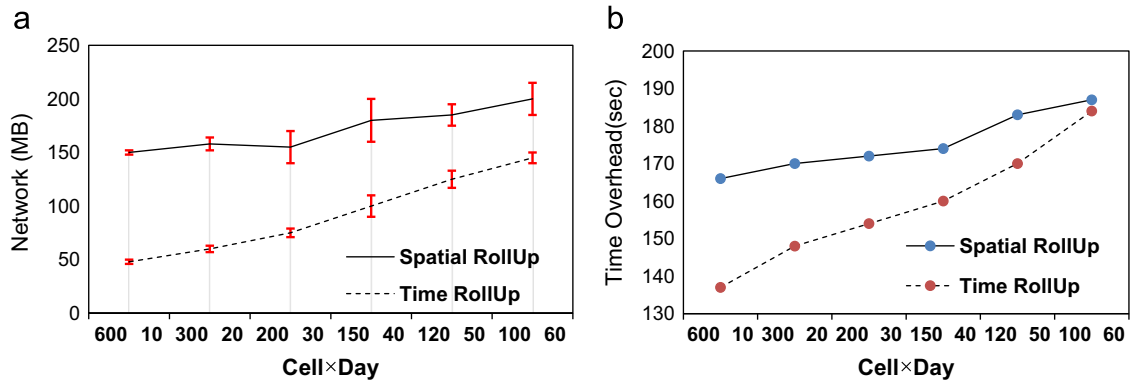 a
250
200
150
100
50
0
Network (MB)
Spatial RollUp
Time RollUp
600 10 300 20 200 30 150 40 120 50 100 60
Cell×Day
b
200
190
180
170
160
150
140
130
Time Overhead(sec)
Spatial RollUp
Time RollUp
600 10 300 20 200 30 150 40 120 50 100 60
Cell×Day